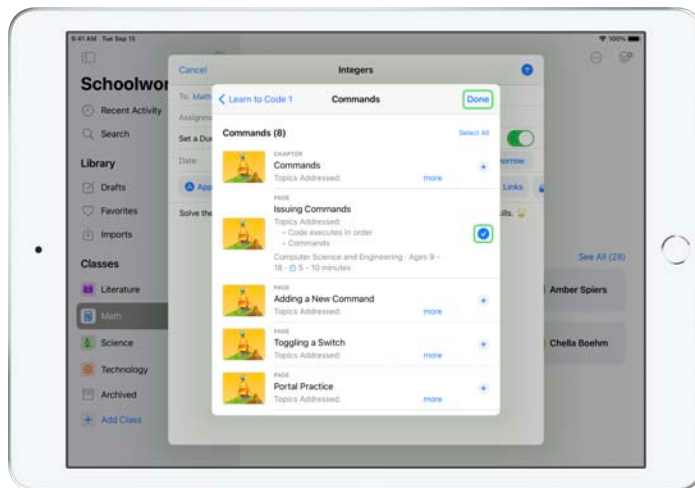 9:41 AM Tue Sep 15
100%
Schoolwor
Recent Activity
Search
Library
Drafts
Favorites
Imports
Classes
Literature
Math
Science
Technology
Archived
Add Class
Cancel
Integers
To: Math
Assignme
Set a Due
Date:
App
Links
Solve the
ills.
Learn to Code 1
Commands
Done
Commands (8)
Select All
CHAPTER
Commands
Topics Addressed:
more
PAGE
Issuing Commands
Topics Addressed:
- Code executes in order
- Commands
Computer Science and Engineering · Ages 9 -
18 · 5 - 10 minutes
PAGE
Adding a New Command
Topics Addressed:
more
PAGE
Toggling a Switch
Topics Addressed:
more
PAGE
Portal Practice
Topics Addressed:
more
See All (28)
Amber Spiers
Chella Boehm